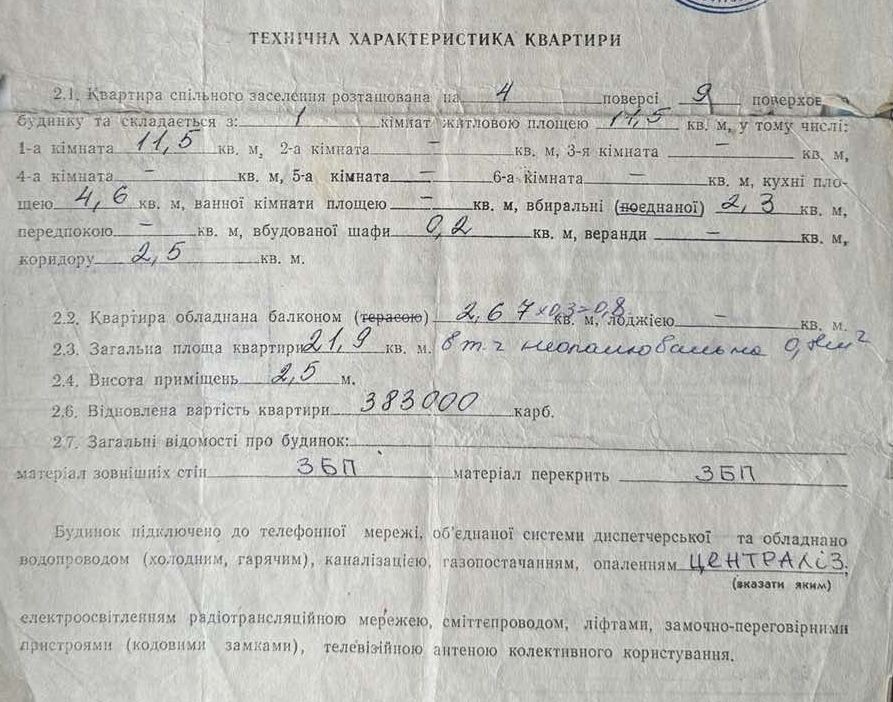 ТЕХНІЧНА ХАРАКТЕРИСТИКА КВАРТИРИ
2.1. Квартира спільного заселення розташована на 4 поверсі 9 поверхов
будинку та складається з: 1 кімнат житловою площею 11,5 кв. м, у тому числі:
1-а кімната 11,5 кв. м, 2-а кімната — кв. м, 3-я кімната — кв. м,
4-а кімната — кв. м, 5-а кімната — кв. м, 6-а кімната — кв. м, кухні пло-
щею 4,6 кв. м, ванної кімнати площею — кв. м, вбиральні (поєднаної) 2,3 кв. м,
передпокою — кв. м, вбудованої шафи 0,2 кв. м, веранди — кв. м,
коридору 2,5 кв. м.
2.2. Квартира обладнана балконом (терасою) 2,67 ×0,3=0,8 кв. м, лоджією — кв. м.
2.3. Загальна площа квартири 21,9 кв. м. в т. ч неопалювальна 0,8 м²
2.4. Висота приміщень 2,5 м.
2.6. Відновлена вартість квартири 383000 карб.
2.7. Загальні відомості про будинок:
матеріал зовнішніх стін ЗБП матеріал перекрить ЗБП
Будинок підключено до телефонної мережі, об'єднаної системи диспетчерської та обладнано
водопроводом (холодним, гарячим), каналізацією, газопостачанням, опаленням ЦЕНТРАЛІЗ.
(вказати яким)
електроосвітленням радіотрансляційною мережею, сміттєпроводом, ліфтами, замочно-переговірними
пристроями (кодовими замками), телевізійною антеною колективного користування.